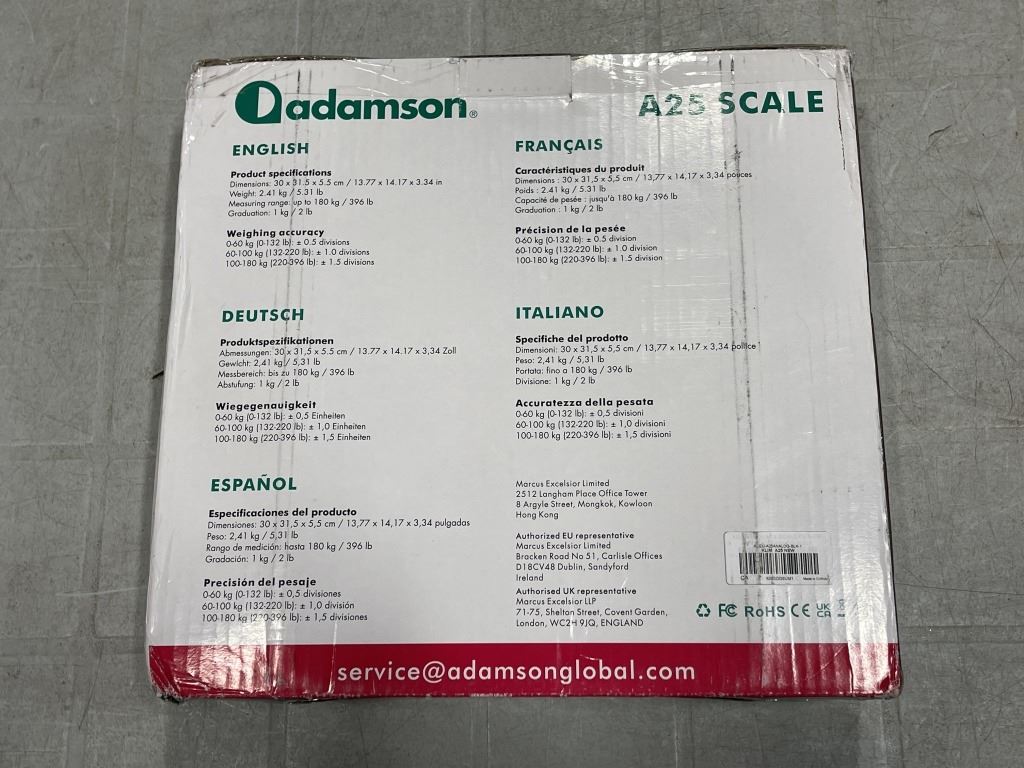 adamson®
A25 SCALE
ENGLISH
Product specifications
Dimensions: 30 x 31.5 x 5.5 cm / 13.77 x 14.17 x 3.34 in
Weight: 2.41 kg / 5.31 lb
Measuring range: up to 180 kg / 396 lb
Graduation: 1 kg / 2 lb
Weighing accuracy
0-60 kg (0-132 lb): ± 0.5 divisions
60-100 kg (132-220 lb): ± 1.0 divisions
100-180 kg (220-396 lb): ± 1.5 divisions
FRANÇAIS
Caractéristiques du produit
Dimensions : 30 x 31,5 x 5,5 cm / 13,77 x 14,17 x 3,34 pouces
Poids : 2.41 kg / 5.31 lb
Capacité de pesée : jusqu'à 180 kg / 396 lb
Graduation : 1 kg / 2 lb
Précision de la pesée
0-60 kg (0-132 lb): ± 0.5 division
60-100 kg (132-220 lb): ± 1.0 division
100-180 kg (220-396 lb): ± 1.5 division
DEUTSCH
Produktspezifikationen
Abmessungen: 30 x 31,5 x 5.5 cm / 13.77 x 14.17 x 3,34 Zoll
Gewicht: 2,41 kg / 5,31 lb
Messbereich: bis zu 180 kg / 396 lb
Abstufung: 1 kg / 2 lb
Wiegegenauigkeit
0-60 kg (0-132 lb): ± 0,5 Einheiten
60-100 kg (132-220 lb): ± 1,0 Einheiten
100-180 kg (220-396 lb): ± 1,5 Einheiten
ITALIANO
Specifiche del prodotto
Dimensioni: 30 x 31,5 x 5,5 cm / 13,77 x 14,17 x 3,34 pollice
Peso: 2,41 kg / 5,31 lb
Portata: fino a 180 kg / 396 lb
Divisione: 1 kg / 2 lb
Accuratezza della pesata
0-60 kg (0-132 lb): ± 0,5 divisioni
60-100 kg (132-220 lb): ± 1,0 divisioni
100-180 kg (220-396 lb): ± 1,5 divisioni
ESPAÑOL
Especificaciones del producto
Dimensiones: 30 x 31,5 x 5,5 cm / 13,77 x 14,17 x 3,34 pulgadas
Peso: 2,41 kg / 5,31 lb
Rango de medición: hasta 180 kg / 396 lb
Gradación: 1 kg / 2 lb
Precisión del pesaje
0-60 kg (0-132 lb): ± 0,5 divisiones
60-100 kg (132-220 lb): ± 1,0 división
100-180 kg (220-396 lb): ± 1,5 divisiones
Marcus Excelsior Limited
2512 Langham Place Office Tower
8 Argyle Street, Mongkok, Kowloon
Hong Kong
Authorized EU representative
Marcus Excelsior Limited
Bracken Road No 51, Carlisle Offices
D18CV48 Dublin, Sandyford
Ireland
Authorised UK representative
Marcus Excelsior LLP
71-75, Shelton Street, Covent Garden,
London, WC2H 9JQ, ENGLAND
FC RoHS CE UK CA
service@adamsonglobal.com